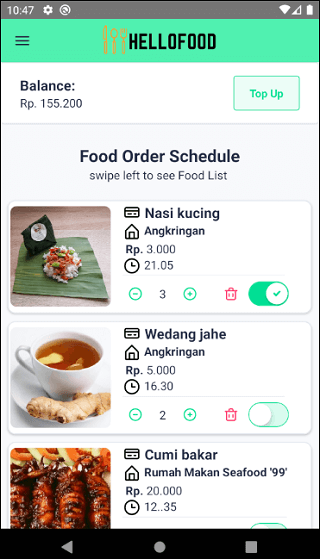 10:47
HELLOFOOD
Balance:
Rp. 155.200
Top Up
Food Order Schedule
swipe left to see Food List
Nasi kucing
Angkringan
Rp. 3.000
21.05
3
Wedang jahe
Angkringan
Rp. 5.000
16.30
2
Cumi bakar
Rumah Makan Seafood '99'
Rp. 20.000
12..35